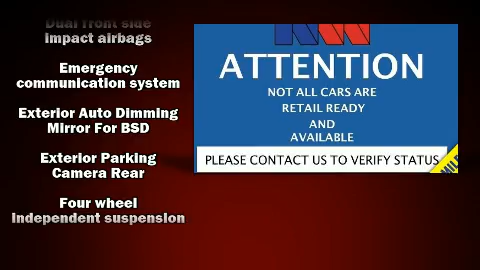 Dual front side
impact airbags
Emergency
communication system
Exterior Auto Dimming
Mirror For BSD
Exterior Parking
Camera Rear
Four wheel
independent suspension
ATTENTION
NOT ALL CARS ARE
RETAIL READY
AND
AVAILABLE
PLEASE CONTACT US TO VERIFY STATUS